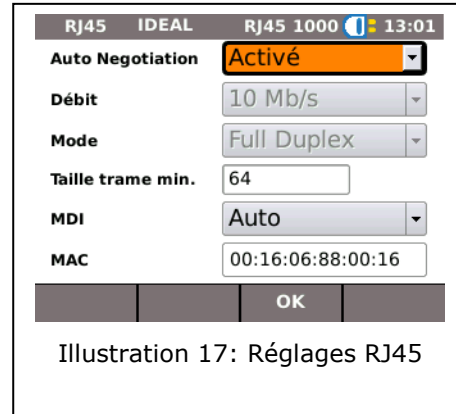 RJ45 IDEAL RJ45 1000 13:01
Auto Negotiation Activé
Débit 10 Mb/s
Mode Full Duplex
Taille trame min. 64
MDI Auto
MAC 00:16:06:88:00:16
OK
Illustration 17: Réglages RJ45